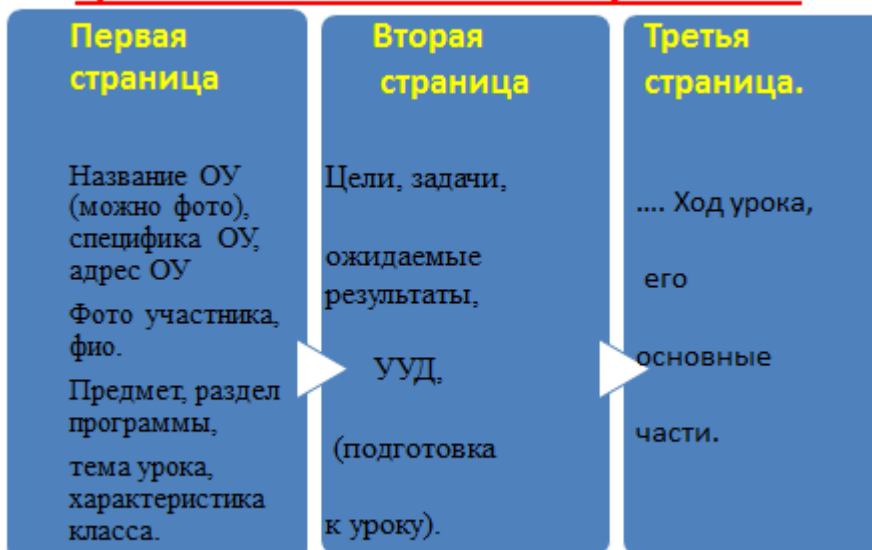 Первая
страница
Название ОУ
(можно фото),
специфика ОУ,
адрес ОУ
Фото участника,
фио.
Предмет, раздел
программы,
тема урока,
характеристика
класса.
Вторая
страница
Цели, задачи,
ожидаемые
результаты,
УУД,
(подготовка
к уроку).
Третья
страница.
.... Ход урока,
его
основные
части.